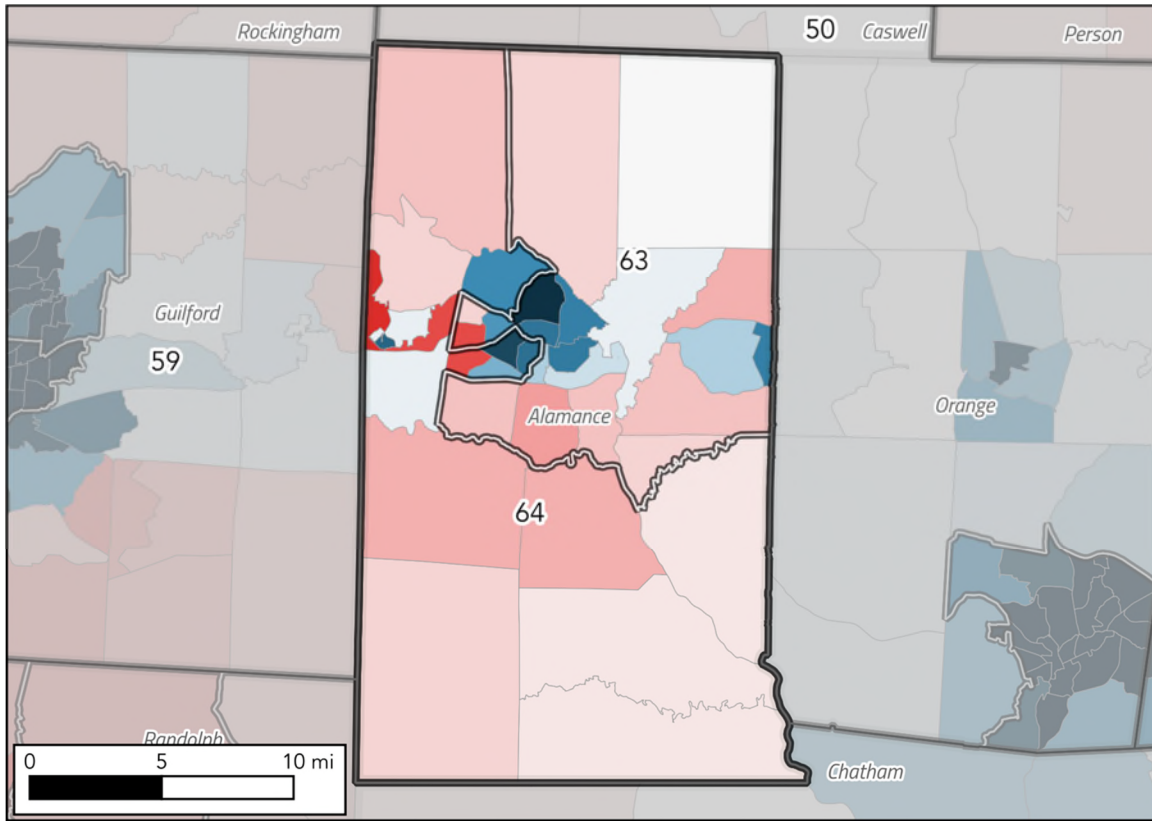 50
Rockingham
Caswell
Person
63
Guilford
59
Orange
Alamance
64
Randolph
Chatham
0 5 10 mi